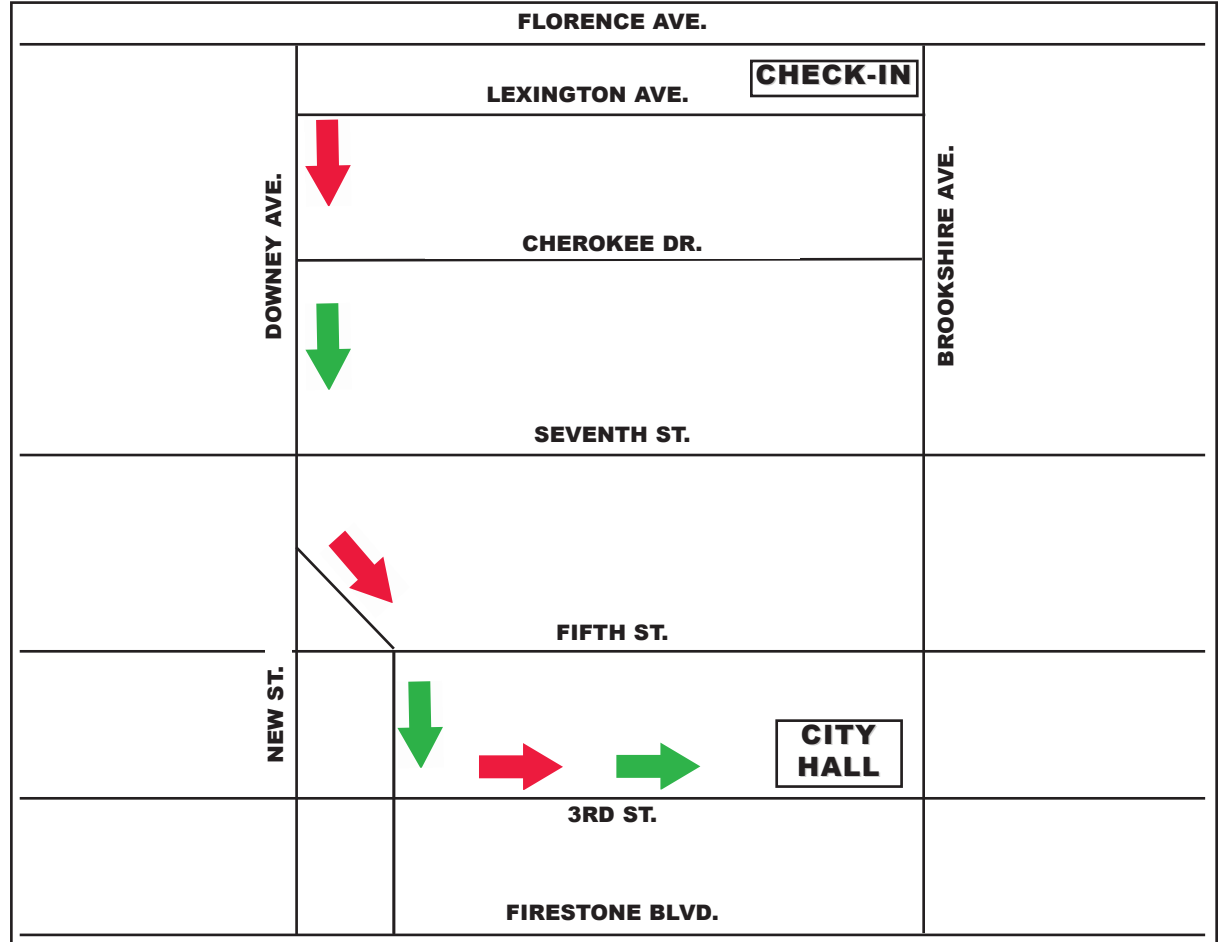 FLORENCE AVE.
CHECK-IN
LEXINGTON AVE.
DOWNEY AVE.
BROOKSHIRE AVE.
CHEROKEE DR.
SEVENTH ST.
FIFTH ST.
NEW ST.
CITY
HALL
3RD ST.
FIRESTONE BLVD.